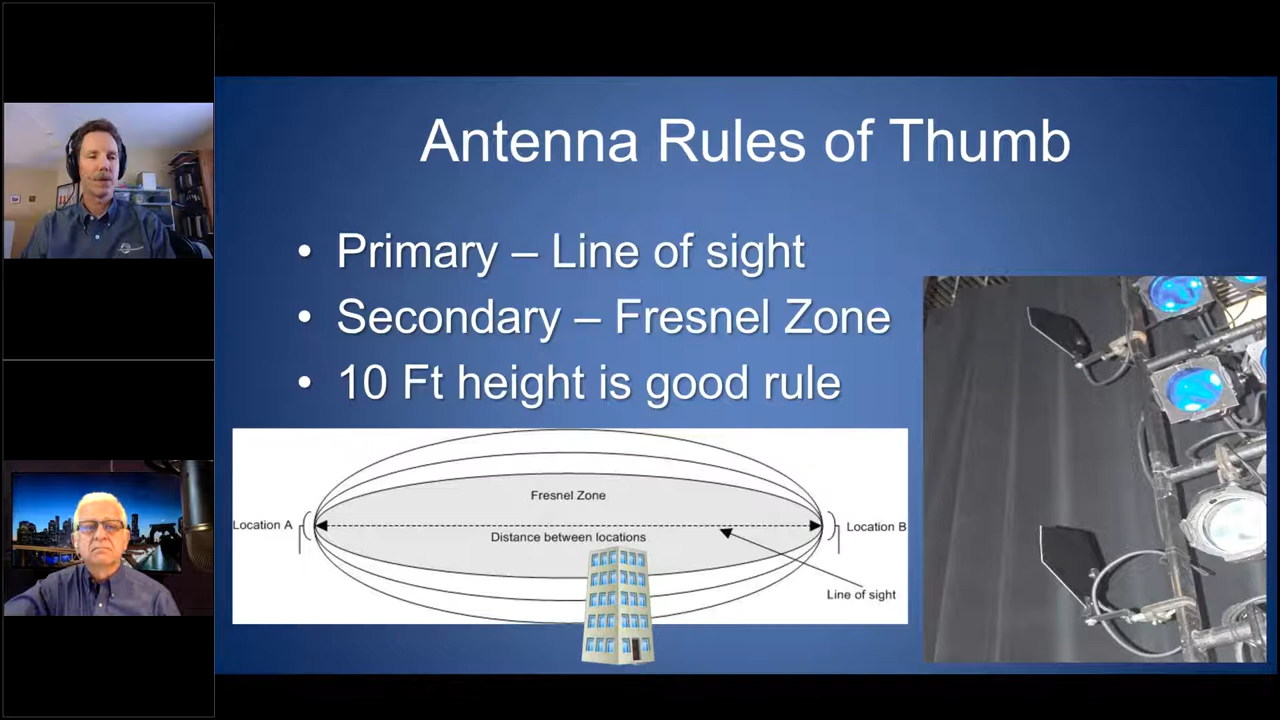 Antenna Rules of Thumb
• Primary – Line of sight
• Secondary – Fresnel Zone
• 10 Ft height is good rule
Fresnel Zone
Location A
Location B
Distance between locations
Line of sight